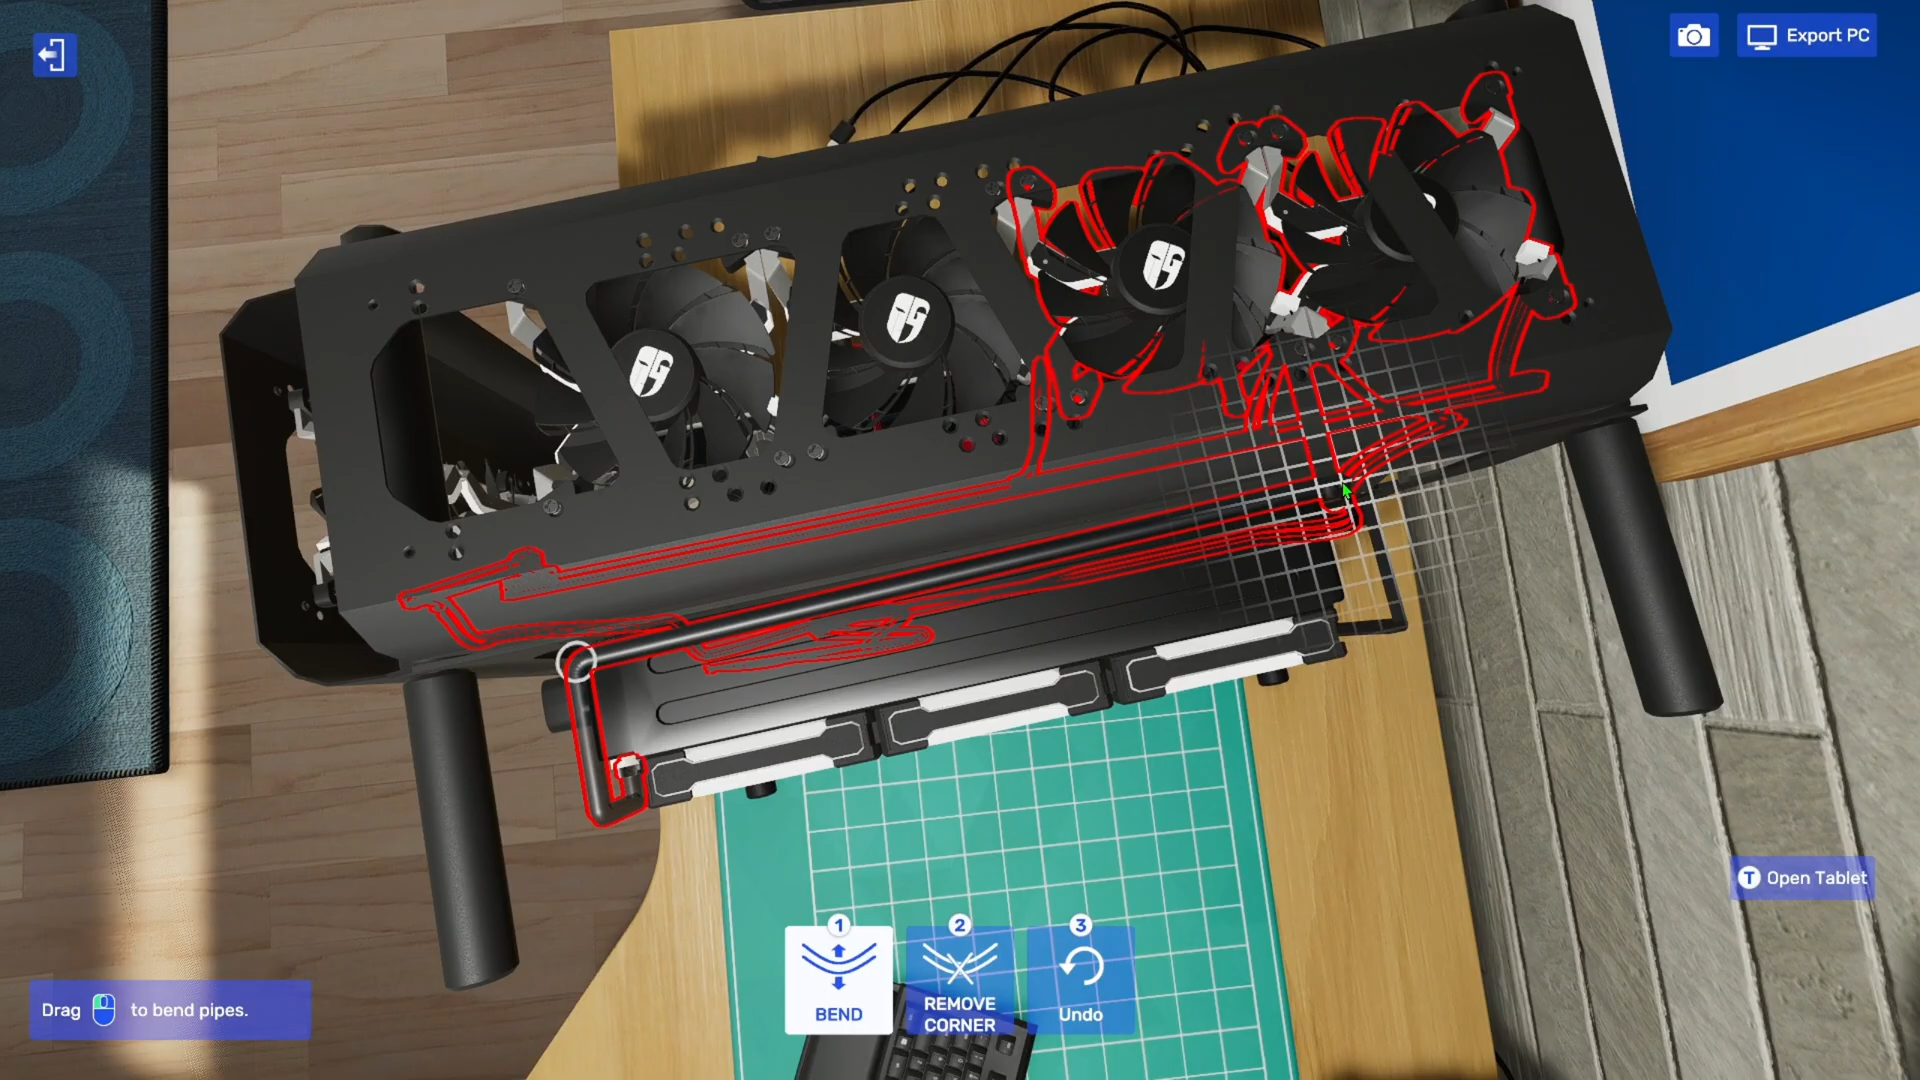 Export PC
T Open Tablet
1
2
3
BEND
REMOVE
CORNER
Undo
Drag to bend pipes.